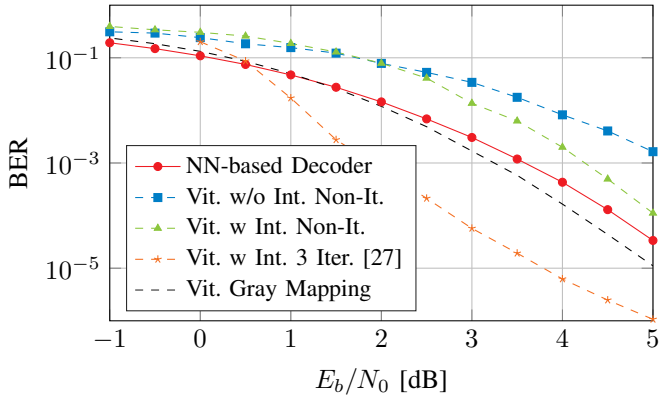 10⁻¹
10⁻³
10⁻⁵
BER
NN-based Decoder
Vit. w/o Int. Non-It.
Vit. w Int. Non-It.
Vit. w Int. 3 Iter. [27]
Vit. Gray Mapping
−1 0 1 2 3 4 5
E_b/N_0 [dB]